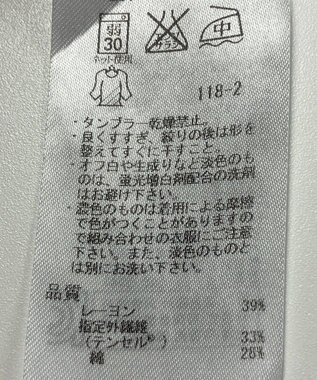 弱
30
中
ネット使用
118-2
・タンブラー乾燥禁止。
・良くすすぎ、絞りの後は形を
整えてすぐに干すこと。
・オフ白や生成りなど淡色のも
のは、蛍光増白剤配合の洗剤
はお避け下さい。
・濃色のものは着用による摩擦
で色がつくことがありますの
で組み合わせの衣服にご注意
下さい。また、淡色のものと
は別にお洗い下さい。
品質
レーヨン 39%
指定外繊維
(テンセル®) 33%
綿 28%